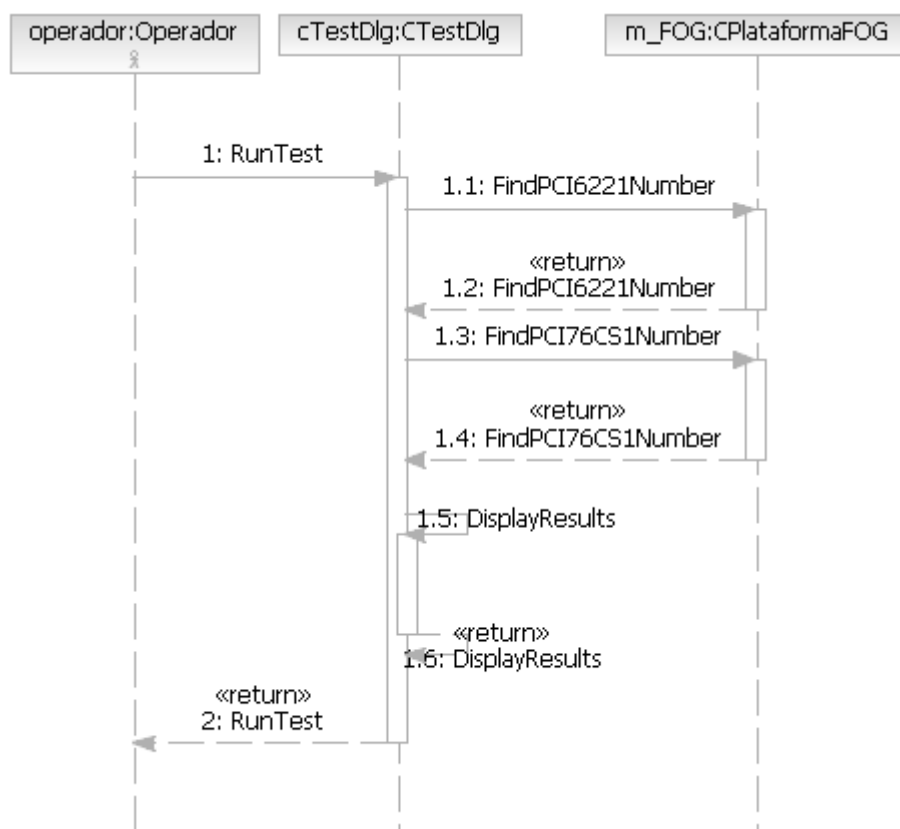 operador:Operador
cTestDlg:CTestDlg
m_FOG:CPlataformaFOG
1: RunTest
1.1: FindPCI6221Number
«return»
1.2: FindPCI6221Number
1.3: FindPCI76CS1Number
«return»
1.4: FindPCI76CS1Number
1.5: DisplayResults
«return»
1.6: DisplayResults
«return»
2: RunTest